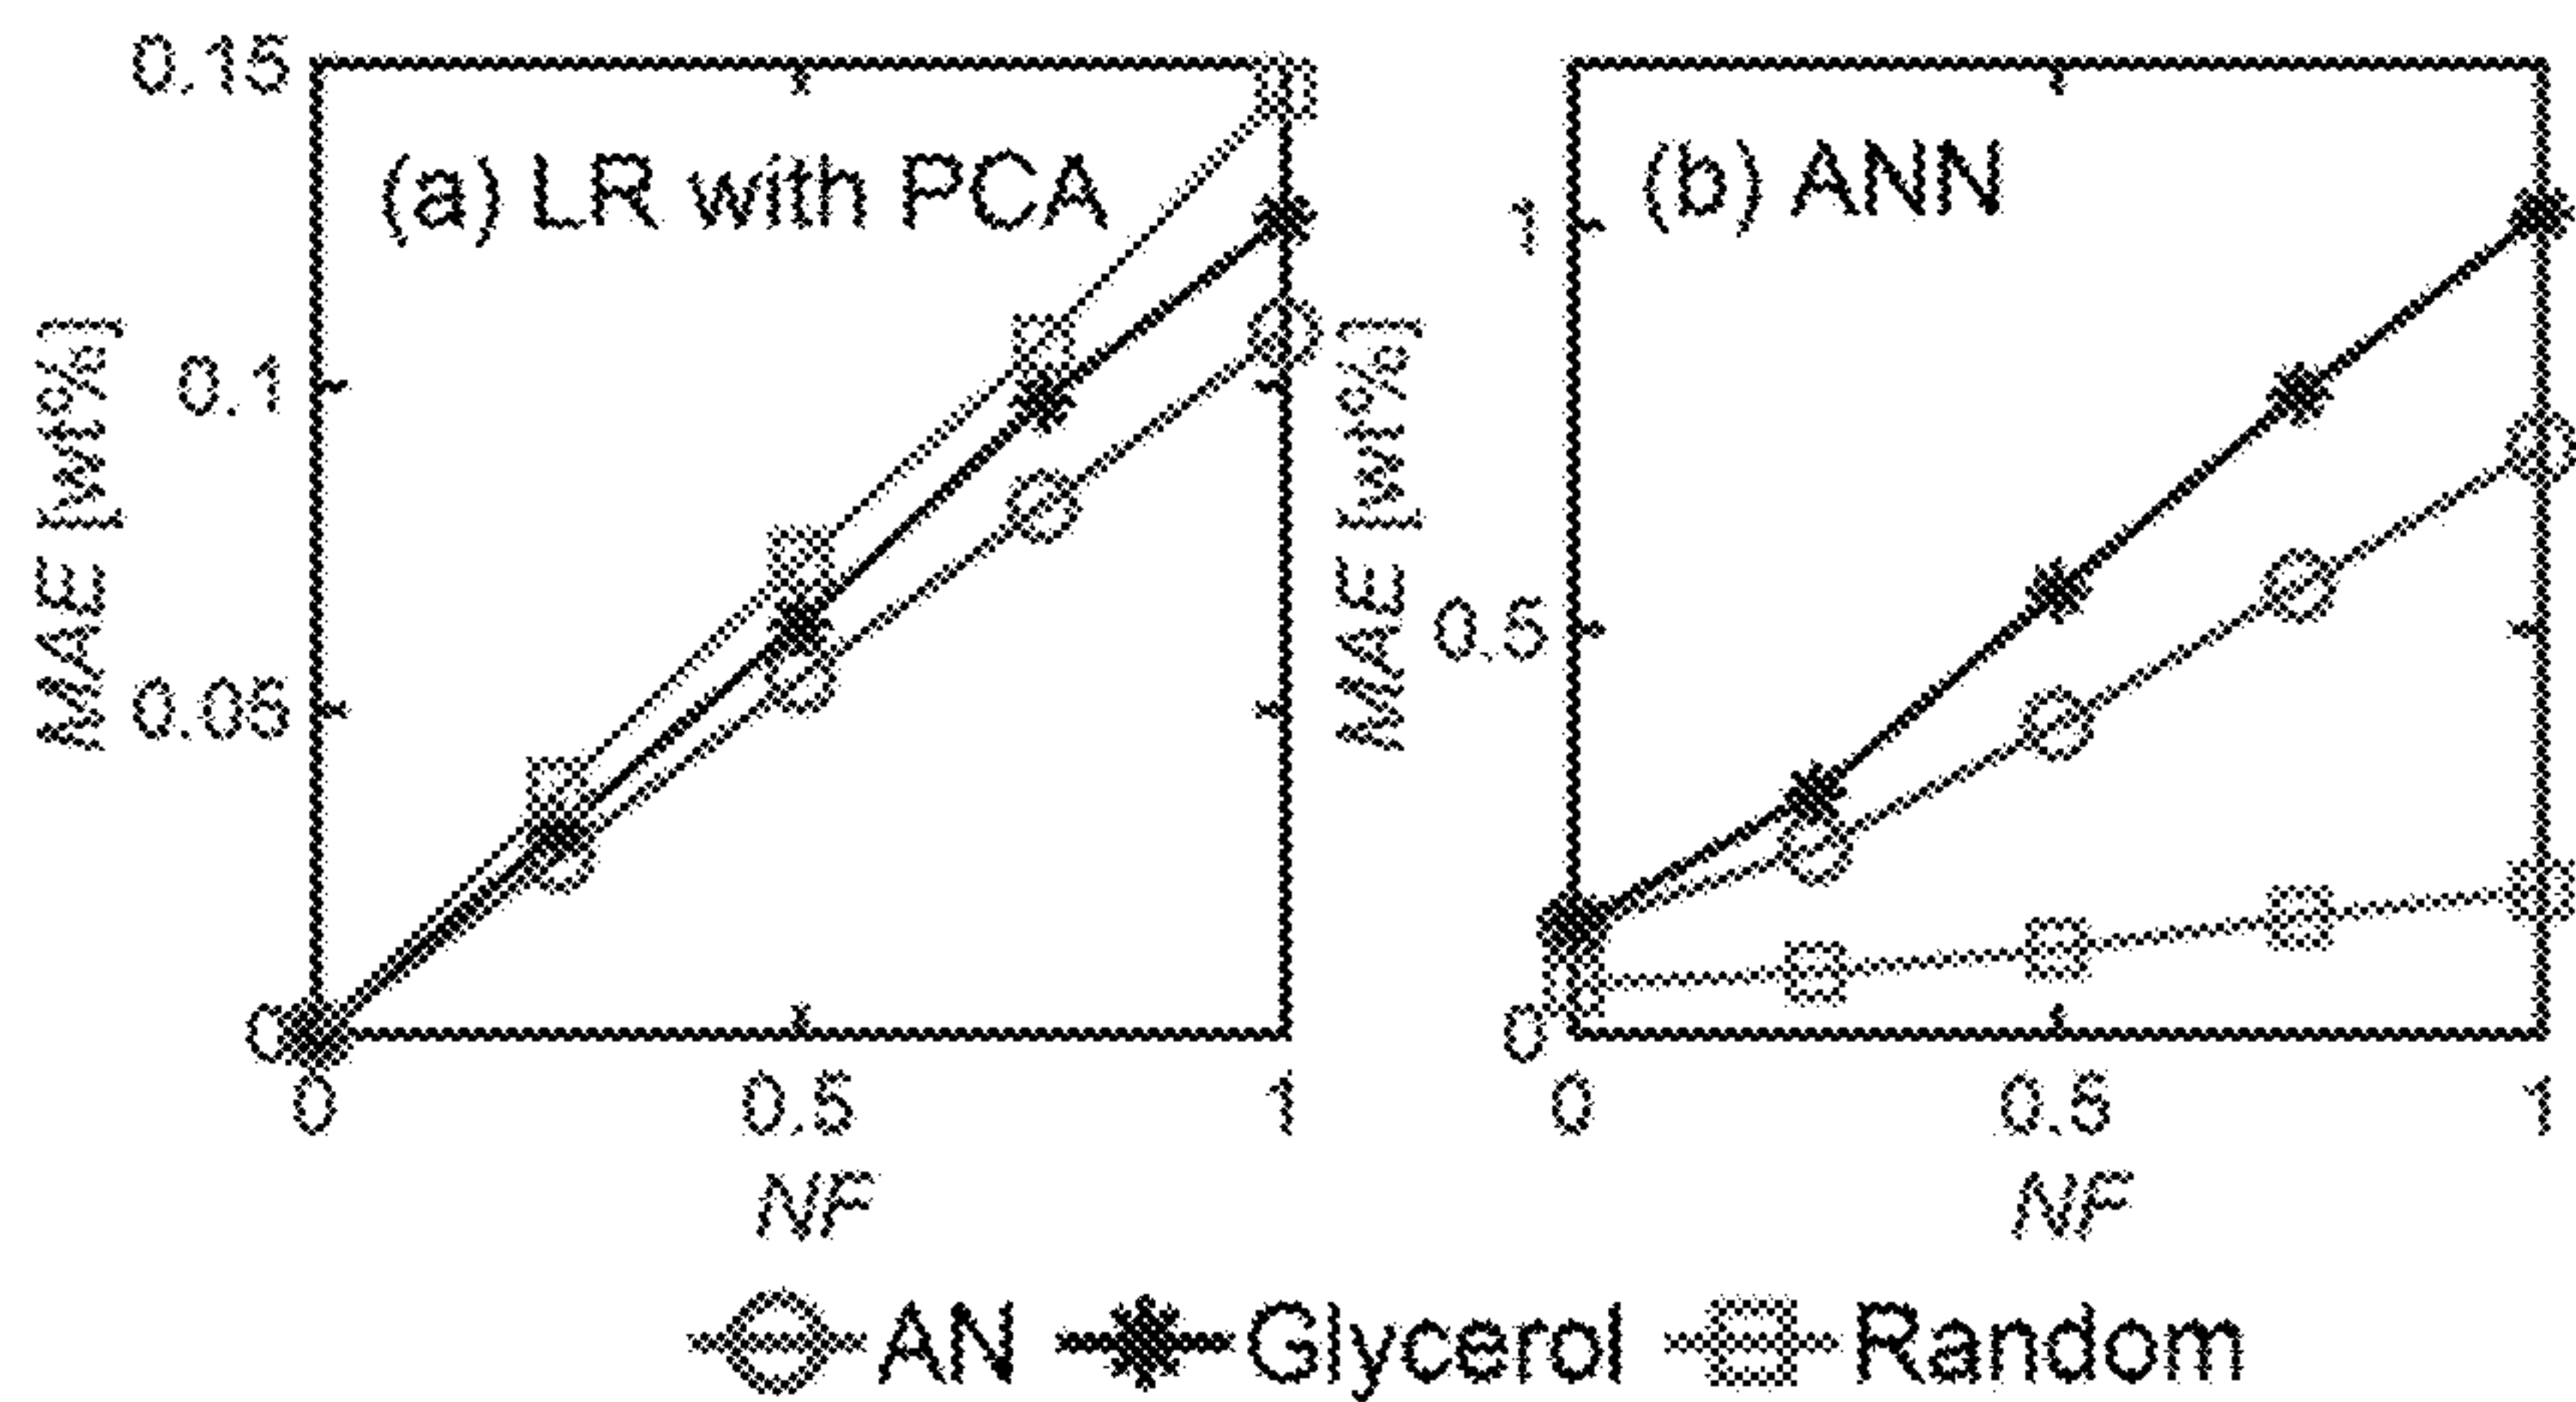 (a) LR with PCA
MAE [wt%]
0.15
0.1
0.05
0
0 0.5 1
NF
(b) ANN
MAE [wt%]
1
0.5
0
0 0.5 1
NF
AN Glycerol Random